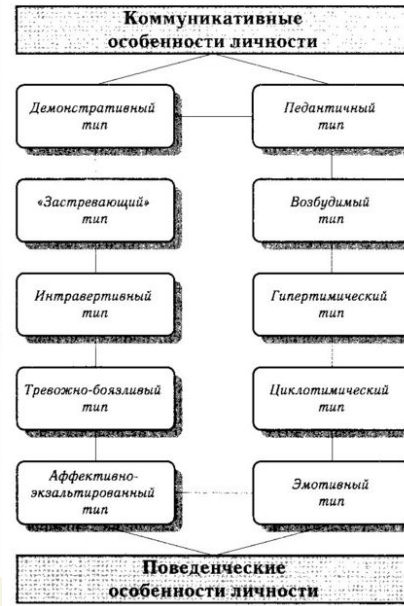 Коммуникативные
особенности личности
Демонстративный
тип
Педантичный
тип
«Застревающий»
тип
Возбудимый
тип
Интравертивный
тип
Гипертимический
тип
Тревожно-боязливый
тип
Циклотимический
тип
Аффективно-
экзальтированный
тип
Эмотивный
тип
Поведенческие
особенности личности